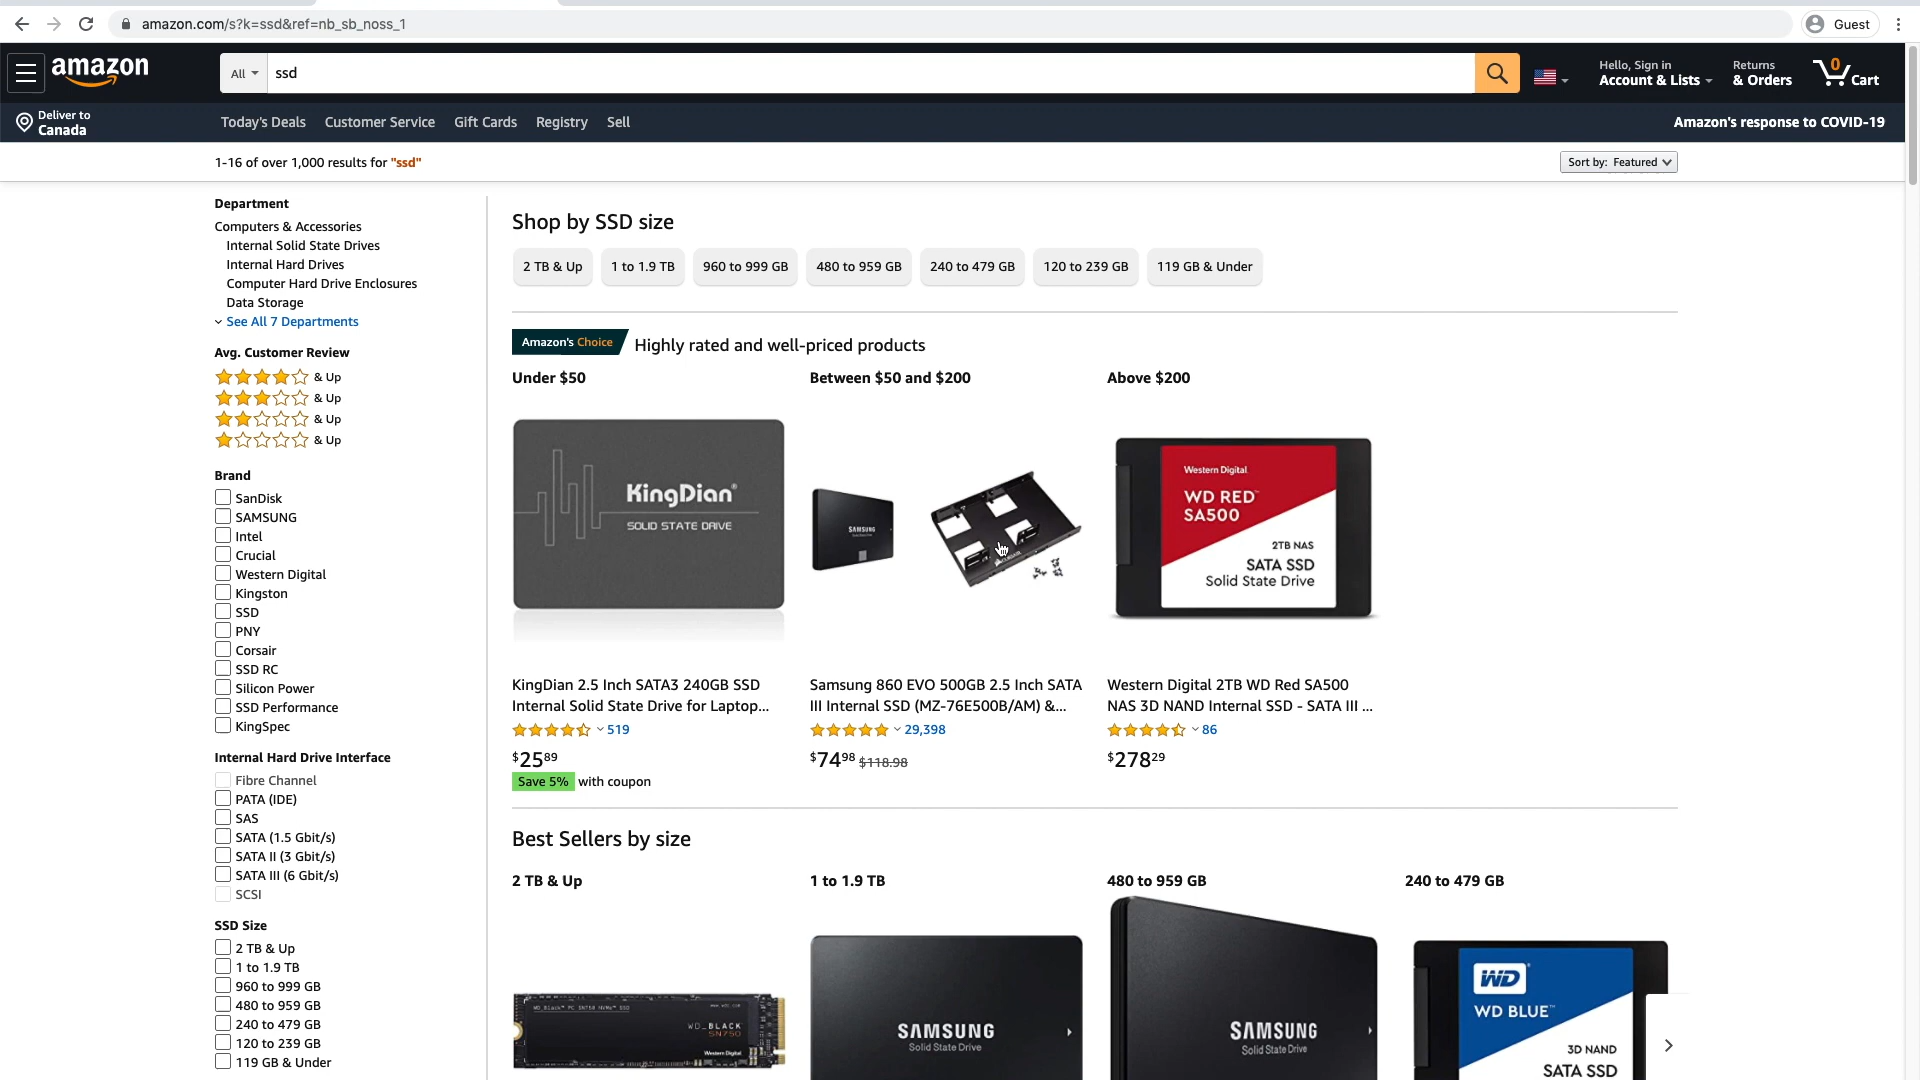 amazon.com/s?k=ssd&ref=nb_sb_noss_1
Guest
amazon
All
ssd
Hello, Sign in
Account & Lists
Returns
& Orders
0
Cart
Deliver to
Canada
Today's Deals
Customer Service
Gift Cards
Registry
Sell
Amazon's response to COVID-19
1-16 of over 1,000 results for "ssd"
Sort by: Featured
Department
Computers & Accessories
Internal Solid State Drives
Internal Hard Drives
Computer Hard Drive Enclosures
Data Storage
See All 7 Departments
Avg. Customer Review
& Up
& Up
& Up
& Up
Brand
SanDisk
SAMSUNG
Intel
Crucial
Western Digital
Kingston
SSD
PNY
Corsair
SSD RC
Silicon Power
SSD Performance
KingSpec
Internal Hard Drive Interface
Fibre Channel
PATA (IDE)
SAS
SATA (1.5 Gbit/s)
SATA II (3 Gbit/s)
SATA III (6 Gbit/s)
SCSI
SSD Size
2 TB & Up
1 to 1.9 TB
960 to 999 GB
480 to 959 GB
240 to 479 GB
120 to 239 GB
119 GB & Under
Shop by SSD size
2 TB & Up
1 to 1.9 TB
960 to 999 GB
480 to 959 GB
240 to 479 GB
120 to 239 GB
119 GB & Under
Amazon's Choice
Highly rated and well-priced products
Under $50
KingDian®
SOLID STATE DRIVE
KingDian 2.5 Inch SATA3 240GB SSD
Internal Solid State Drive for Laptop...
519
$25.89
Save 5% with coupon
Between $50 and $200
SAMSUNG
Samsung 860 EVO 500GB 2.5 Inch SATA
III Internal SSD (MZ-76E500B/AM) &...
29,398
$74.98 $118.98
Above $200
Western Digital
WD RED™
SA500
2TB NAS
SATA SSD
Solid State Drive
Western Digital 2TB WD Red SA500
NAS 3D NAND Internal SSD - SATA III ...
86
$278.29
Best Sellers by size
2 TB & Up
WD_BLACK
SN750
Western Digital
1 to 1.9 TB
SAMSUNG
Solid State Drive
480 to 959 GB
SAMSUNG
Solid State Drive
240 to 479 GB
WD
WD BLUE™
3D NAND
SATA SSD